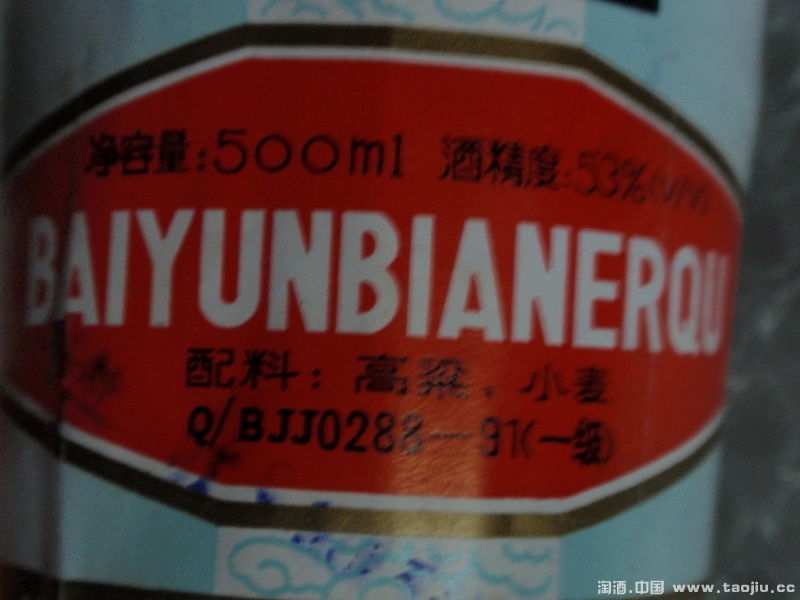 净容量:500ml 酒精度:53%(V/V)
BAIYUNBIANERQU
配料：高粱、小麦
Q/BJJ0288—91(一级)
淘酒.中国 www.taojiu.cc